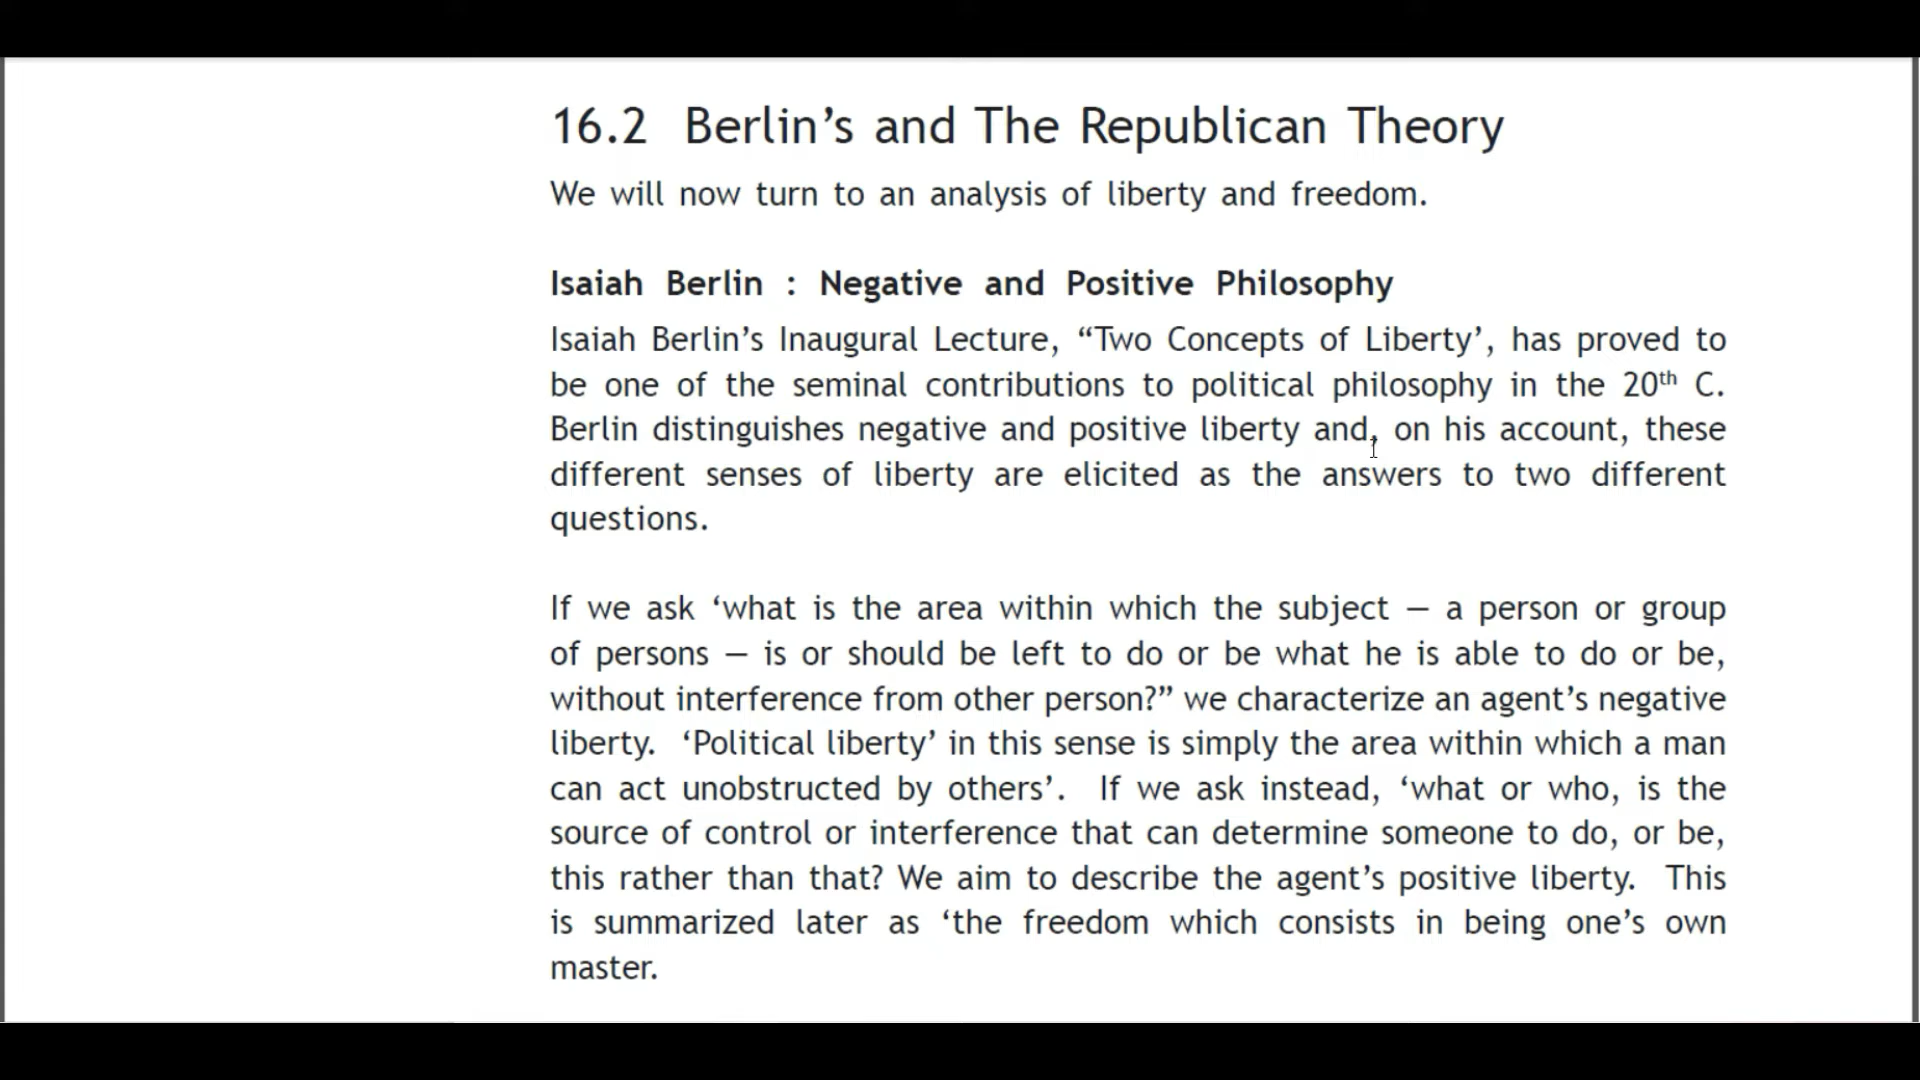 16.2 Berlin’s and The Republican Theory
We will now turn to an analysis of liberty and freedom.
Isaiah Berlin : Negative and Positive Philosophy
Isaiah Berlin’s Inaugural Lecture, “Two Concepts of Liberty’, has proved to
be one of the seminal contributions to political philosophy in the 20th C.
Berlin distinguishes negative and positive liberty and, on his account, these
different senses of liberty are elicited as the answers to two different
questions.
If we ask ‘what is the area within which the subject — a person or group
of persons — is or should be left to do or be what he is able to do or be,
without interference from other person?” we characterize an agent’s negative
liberty. ‘Political liberty’ in this sense is simply the area within which a man
can act unobstructed by others’. If we ask instead, ‘what or who, is the
source of control or interference that can determine someone to do, or be,
this rather than that? We aim to describe the agent’s positive liberty. This
is summarized later as ‘the freedom which consists in being one’s own
master.